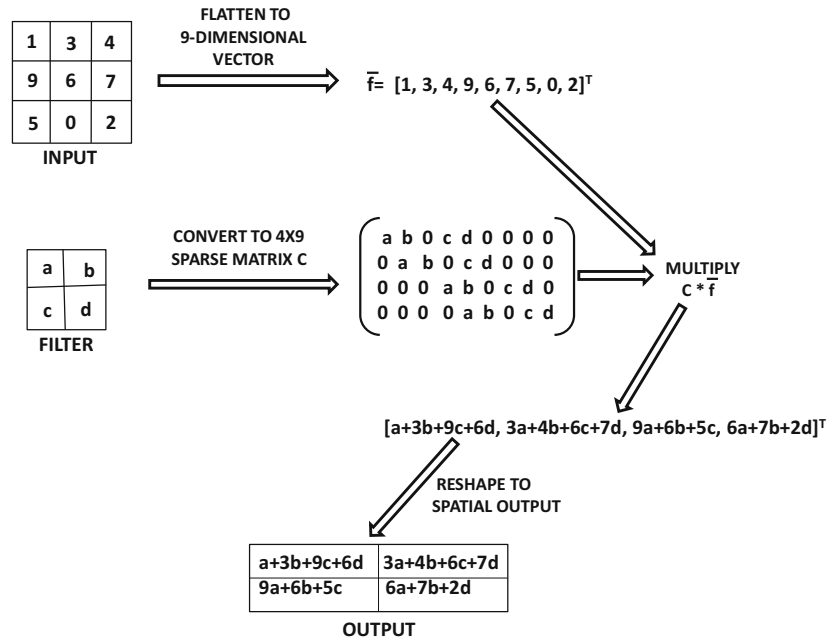 FLATTEN TO
9-DIMENSIONAL
VECTOR
1 3 4
9 6 7
5 0 2
INPUT
f̅= [1, 3, 4, 9, 6, 7, 5, 0, 2]ᵀ
CONVERT TO 4X9
SPARSE MATRIX C
a b
c d
FILTER
a b 0 c d 0 0 0 0
0 a b 0 c d 0 0 0
0 0 0 a b 0 c d 0
0 0 0 0 a b 0 c d
MULTIPLY
C * f̅
[a+3b+9c+6d, 3a+4b+6c+7d, 9a+6b+5c, 6a+7b+2d]ᵀ
RESHAPE TO
SPATIAL OUTPUT
a+3b+9c+6d 3a+4b+6c+7d
9a+6b+5c 6a+7b+2d
OUTPUT